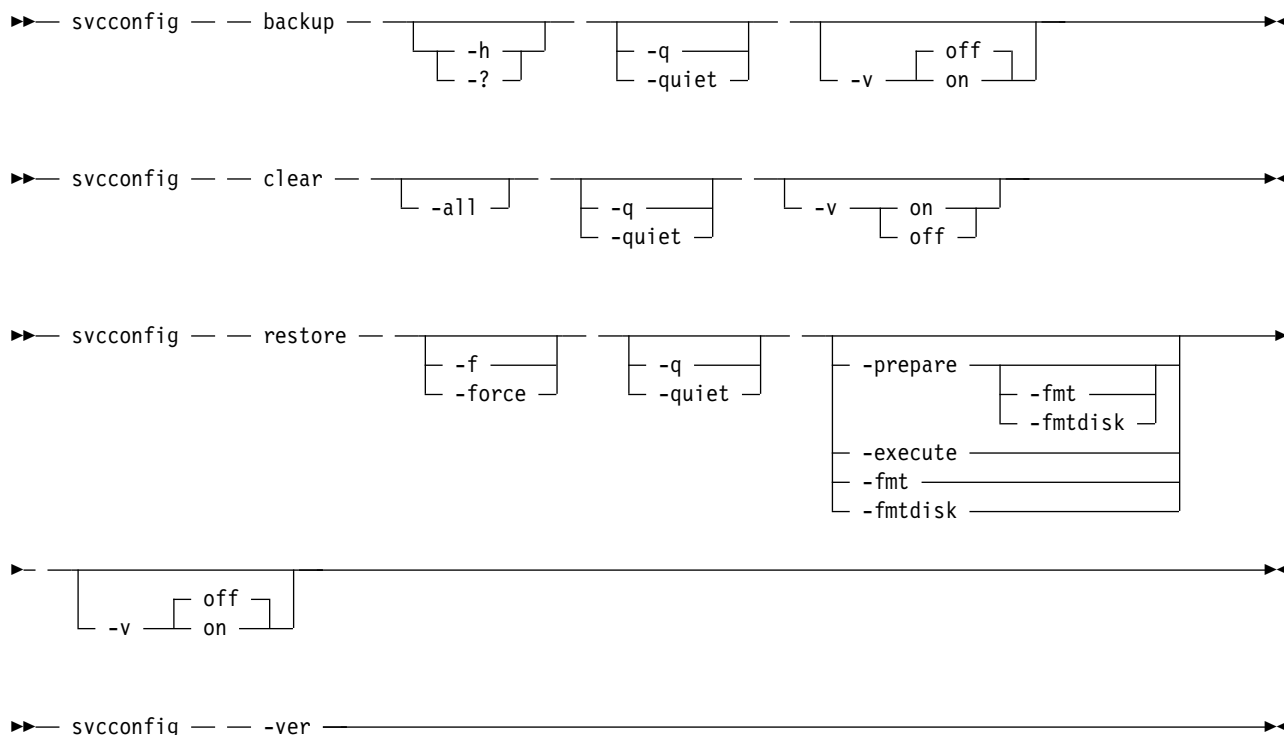 svcconfig backup
-h
-?
-q
-quiet
-v off
on
svcconfig clear
-all
-q
-quiet
-v on
off
svcconfig restore
-f
-force
-q
-quiet
-prepare
-fmt
-fmtdisk
-execute
-fmt
-fmtdisk
-v off
on
svcconfig -ver